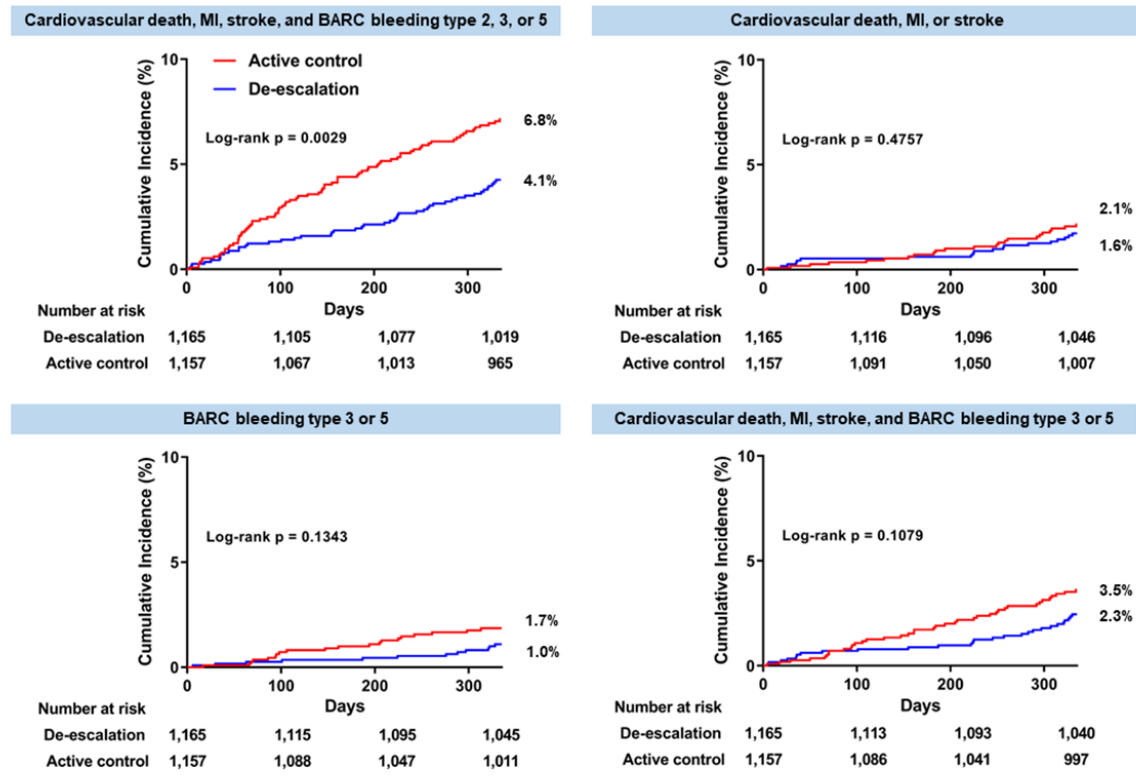 Cardiovascular death, MI, stroke, and BARC bleeding type 2, 3, or 5
Cumulative Incidence (%)
10
5
0
Active control
De-escalation
Log-rank p = 0.0029
6.8%
4.1%
0 100 200 300
Days
Number at risk
De-escalation 1,165 1,105 1,077 1,019
Active control 1,157 1,067 1,013 965
Cardiovascular death, MI, or stroke
Cumulative Incidence (%)
10
5
0
Log-rank p = 0.4757
2.1%
1.6%
0 100 200 300
Days
Number at risk
De-escalation 1,165 1,116 1,096 1,046
Active control 1,157 1,091 1,050 1,007
BARC bleeding type 3 or 5
Cumulative Incidence (%)
10
5
0
Log-rank p = 0.1343
1.7%
1.0%
0 100 200 300
Days
Number at risk
De-escalation 1,165 1,115 1,095 1,045
Active control 1,157 1,088 1,047 1,011
Cardiovascular death, MI, stroke, and BARC bleeding type 3 or 5
Cumulative Incidence (%)
10
5
0
Log-rank p = 0.1079
3.5%
2.3%
0 100 200 300
Days
Number at risk
De-escalation 1,165 1,113 1,093 1,040
Active control 1,157 1,086 1,041 997